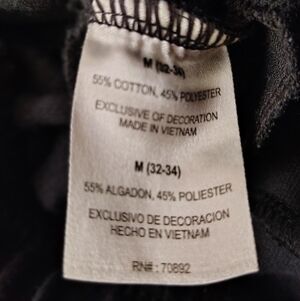 M (32-34)
55% COTTON, 45% POLYESTER
EXCLUSIVE OF DECORATION
MADE IN VIETNAM
M (32-34)
55% ALGADON, 45% POLIESTER
EXCLUSIVO DE DECORACION
HECHO EN VIETNAM
RN#: 70892